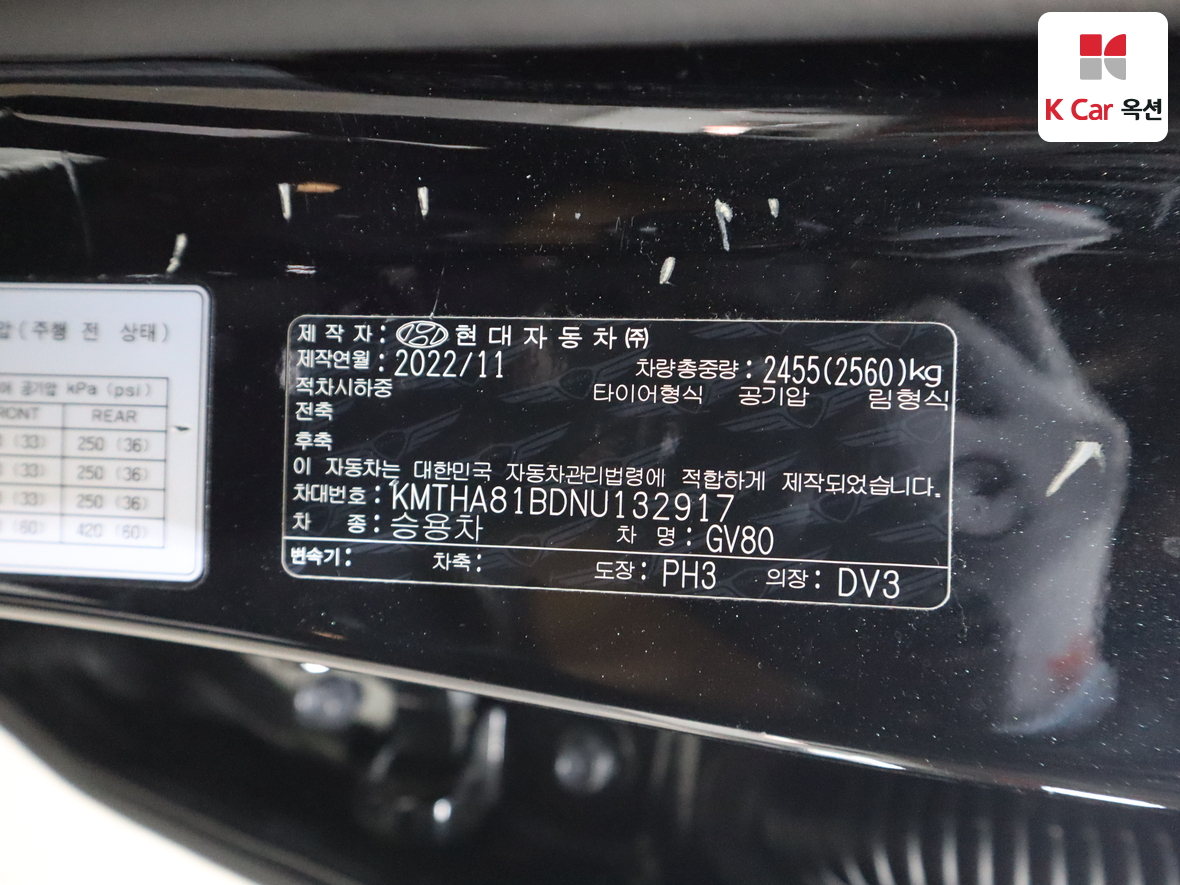 K Car 옥션
압(주행 전 상태)
공기압 kPa (psi)
RONT REAR
(33) 250 (36)
(33) 250 (36)
(33) 250 (36)
(60) 420 (60)
제작자: 현대자동차㈜
제작연월: 2022/11 차량총중량: 2455(2560)kg
적차시하중 타이어형식 공기압 림형식
전축
후축
이 자동차는 대한민국 자동차관리법령에 적합하게 제작되었습니다.
차대번호: KMTHA81BDNU132917
차 종: 승용차 차 명: GV80
변속기: 차축: 도장: PH3 의장: DV3